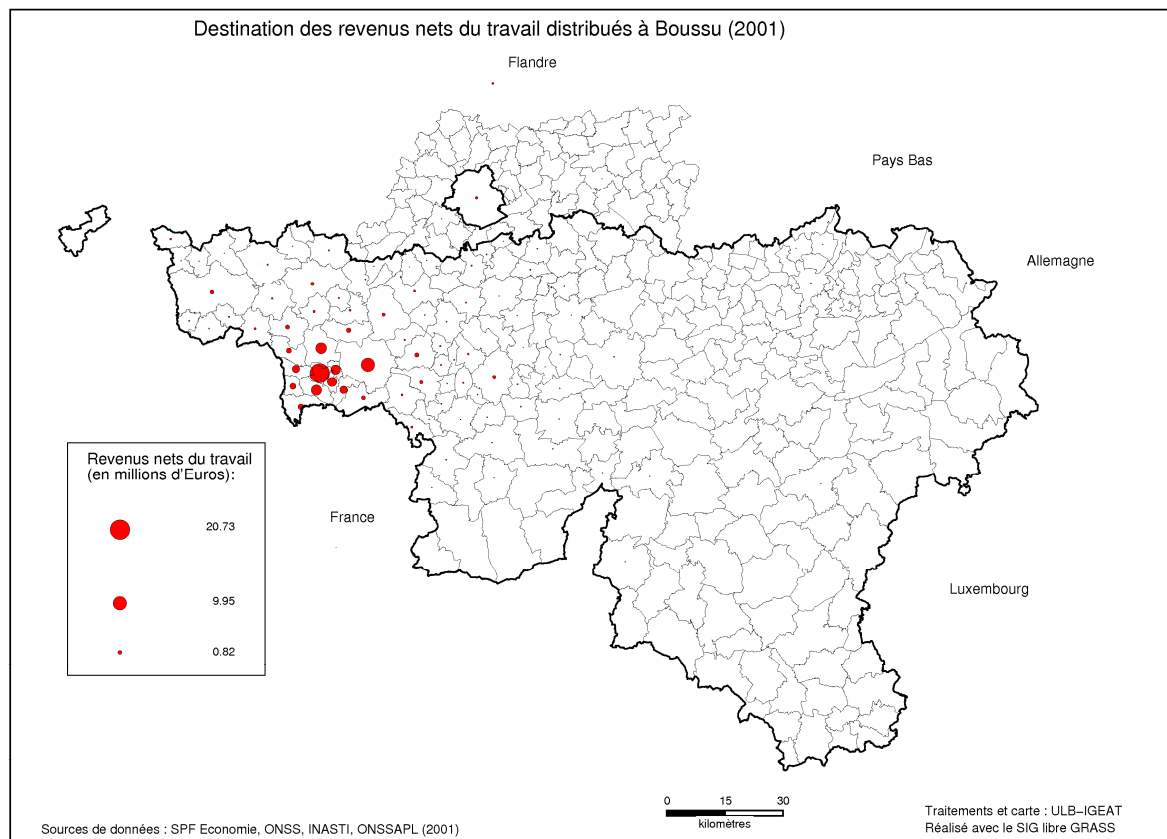 Destination des revenus nets du travail distribués à Boussu (2001)
Flandre
Pays Bas
Allemagne
Revenus nets du travail
(en millions d'Euros):
20.73
9.95
0.82
France
Luxembourg
0 15 30
kilomètres
Sources de données : SPF Economie, ONSS, INASTI, ONSSAPL (2001)
Traitements et carte : ULB-IGEAT
Réalisé avec le SIG libre GRASS